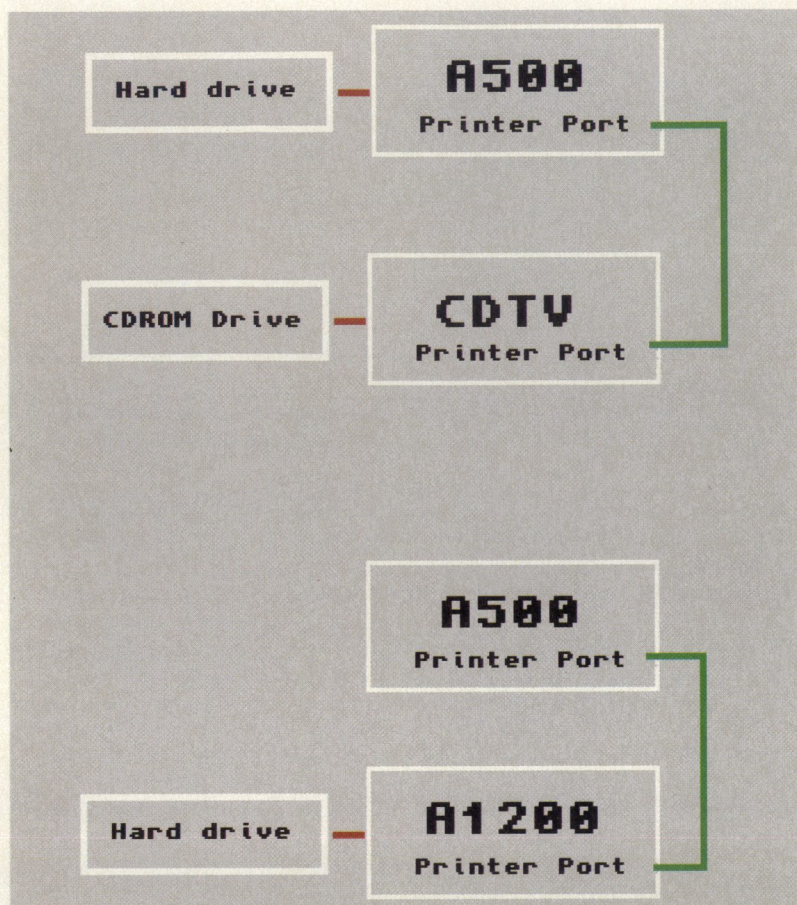 Hard drive
A500
Printer Port
CDROM Drive
CDTV
Printer Port
A500
Printer Port
Hard drive
A1200
Printer Port